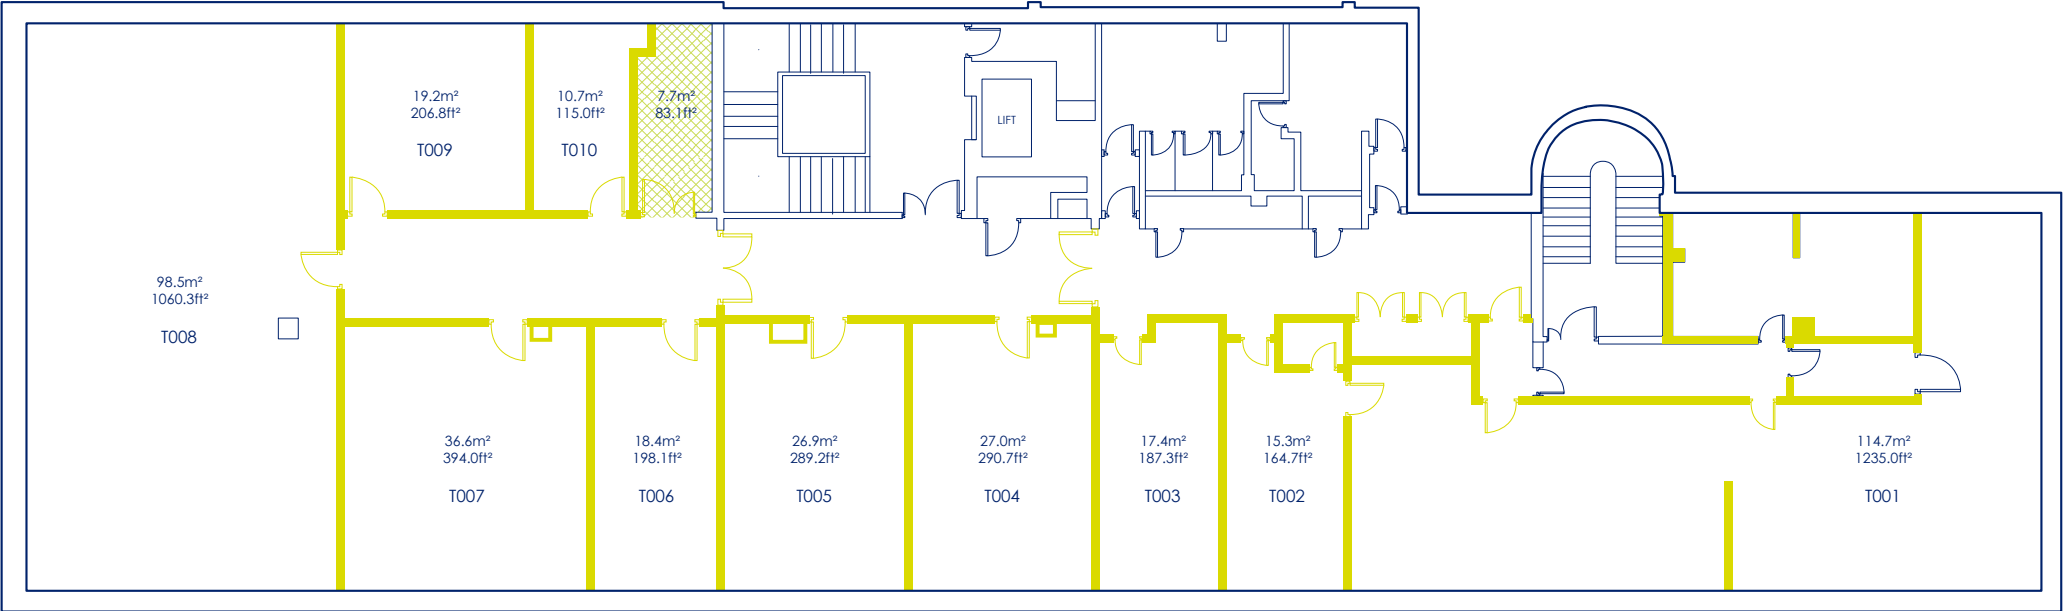 19.2m²
206.8ft²
T009
10.7m²
115.0ft²
T010
7.7m²
83.1ft²
LIFT
98.5m²
1060.3ft²
T008
36.6m²
394.0ft²
T007
18.4m²
198.1ft²
T006
26.9m²
289.2ft²
T005
27.0m²
290.7ft²
T004
17.4m²
187.3ft²
T003
15.3m²
164.7ft²
T002
114.7m²
1235.0ft²
T001